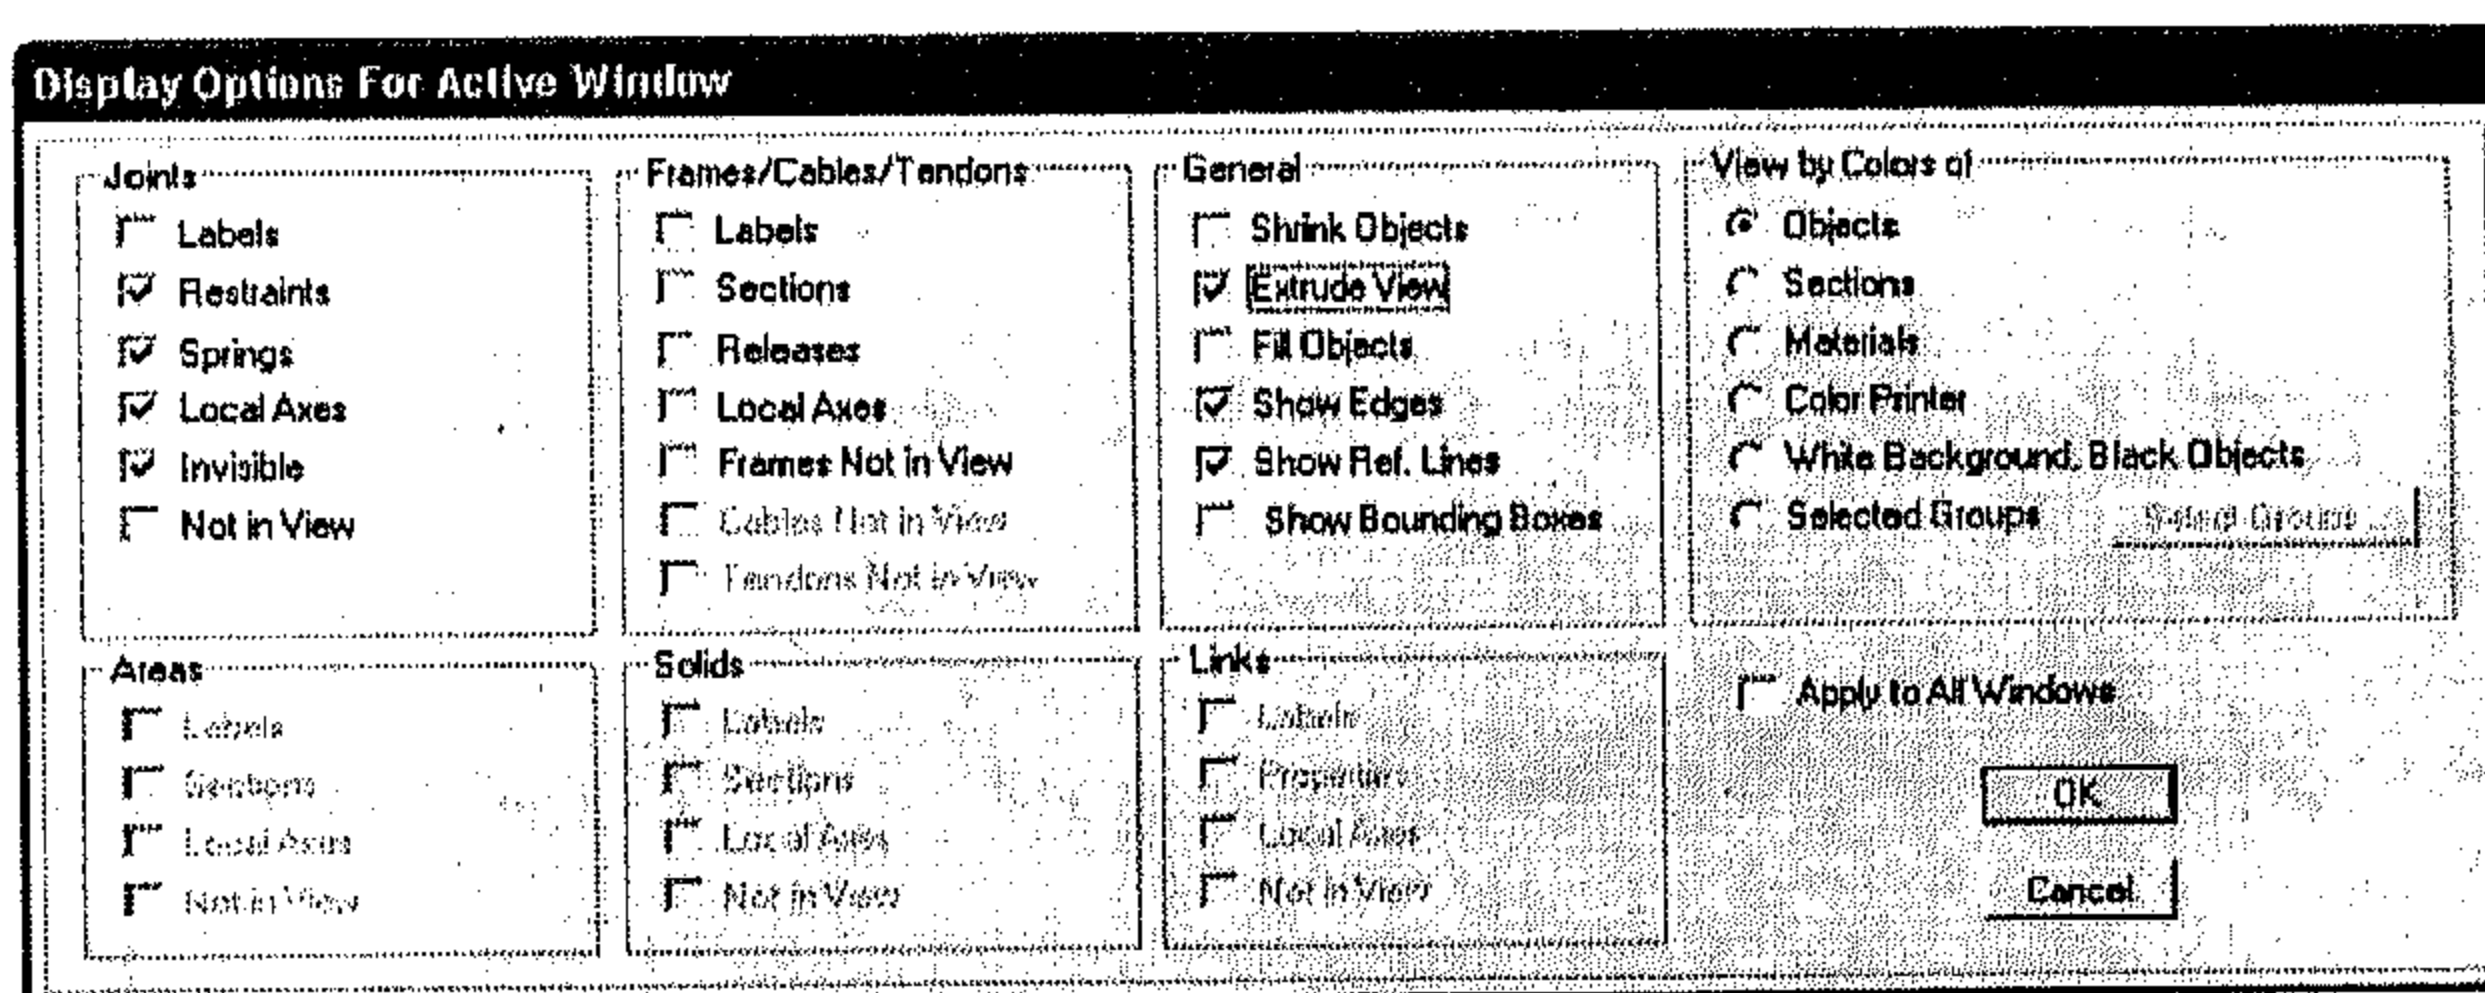 Display Options For Active Window
Joints
Labels
Restraints
Springs
Local Axes
Invisible
Not in View
Frames/Cables/Tendons
Labels
Sections
Releases
Local Axes
Frames Not in View
Cables Not in View
Tendons Not in View
General
Shrink Objects
Extrude View
Fill Objects
Show Edges
Show Ref. Lines
Show Bounding Boxes
View by Colors of
Objects
Sections
Materials
Color Printer
White Background, Black Objects
Selected Groups
Select Groups...
Areas
Labels
Sections
Local Axes
Not in View
Solids
Labels
Sections
Local Axes
Not in View
Links
Labels
Properties
Local Axes
Not in View
Apply to All Windows
OK
Cancel